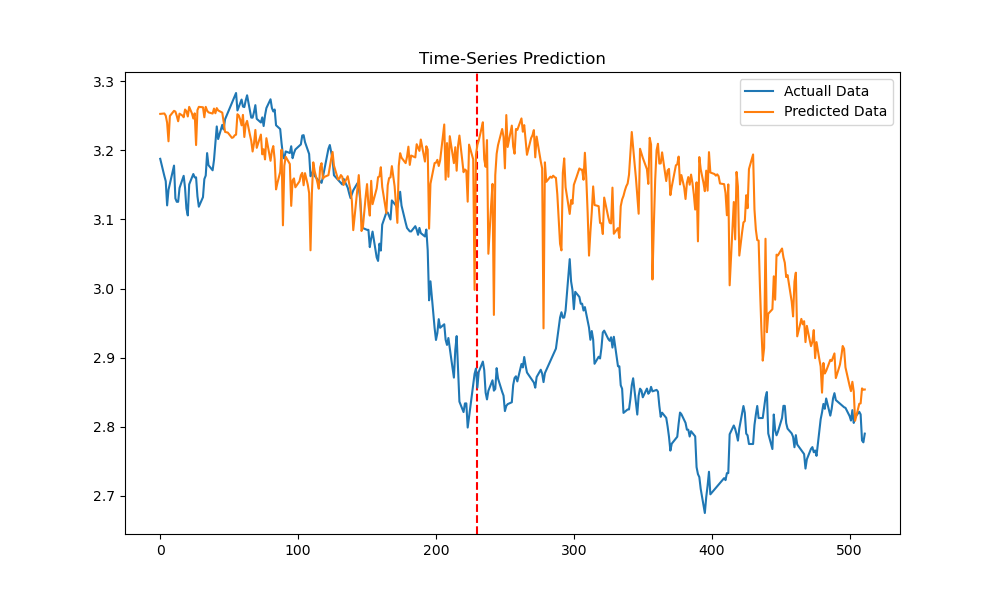 Time-Series Prediction
Actuall Data
Predicted Data
3.3
3.2
3.1
3.0
2.9
2.8
2.7
0 100 200 300 400 500